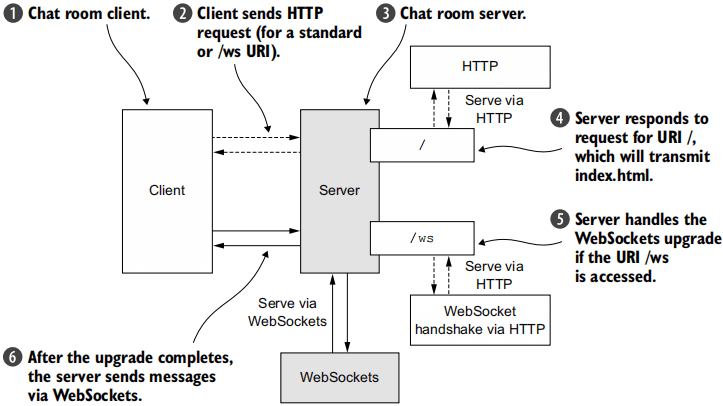 1 Chat room client.
2 Client sends HTTP
request (for a standard
or /ws URI).
3 Chat room server.
HTTP
Serve via
HTTP
4 Server responds to
request for URI /,
which will transmit
index.html.
/
Client
Server
5 Server handles the
WebSockets upgrade
if the URI /ws
is accessed.
/ws
Serve via
HTTP
Serve via
WebSockets
WebSocket
handshake via HTTP
6 After the upgrade completes,
the server sends messages
via WebSockets.
WebSockets